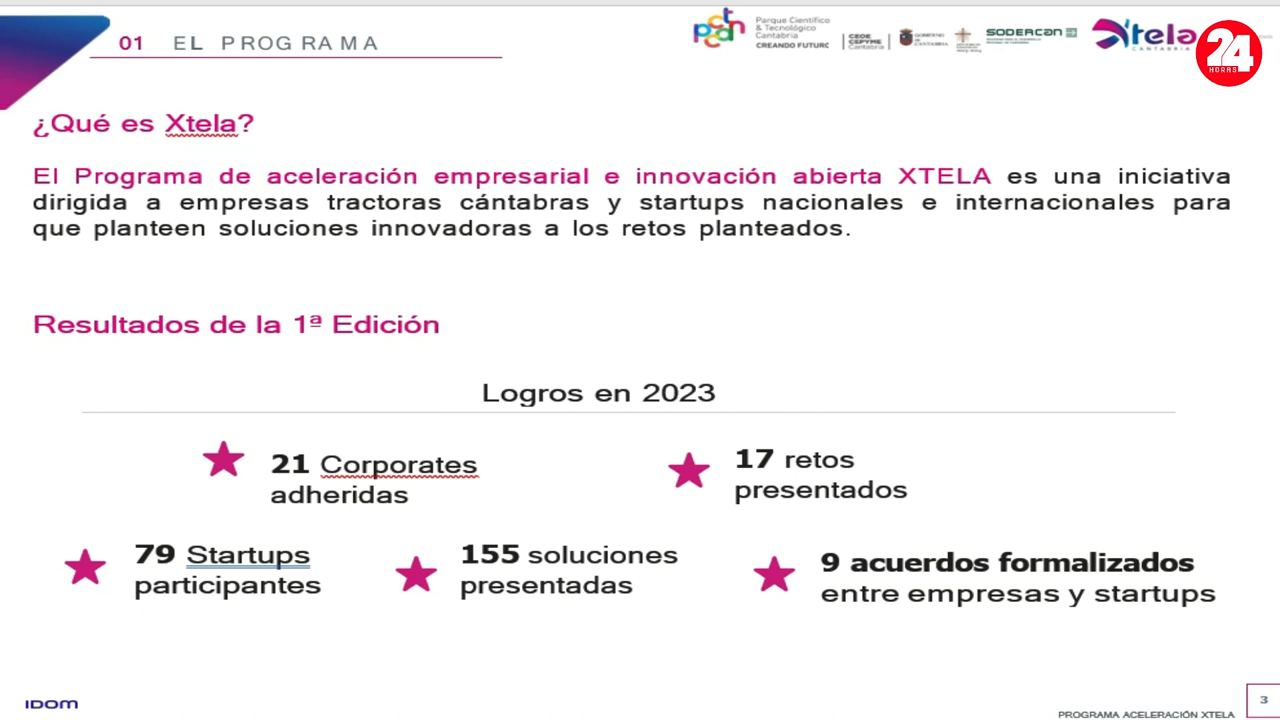 01 EL PROGRAMA
pctcn
Parque Científico
& Tecnológico
Cantabria
CREANDO FUTURO
CEOE
CEPYME
Cantabria
GOBIERNO
de
CANTABRIA
SODERCAN
Xtela
CANTABRIA
24
HORAS
¿Qué es Xtela?
El Programa de aceleración empresarial e innovación abierta XTELA es una iniciativa
dirigida a empresas tractoras cántabras y startups nacionales e internacionales para
que planteen soluciones innovadoras a los retos planteados.
Resultados de la 1ª Edición
Logros en 2023
21 Corporates
adheridas
17 retos
presentados
79 Startups
participantes
155 soluciones
presentadas
9 acuerdos formalizados
entre empresas y startups
IDOM
PROGRAMA ACELERACIÓN XTELA
3